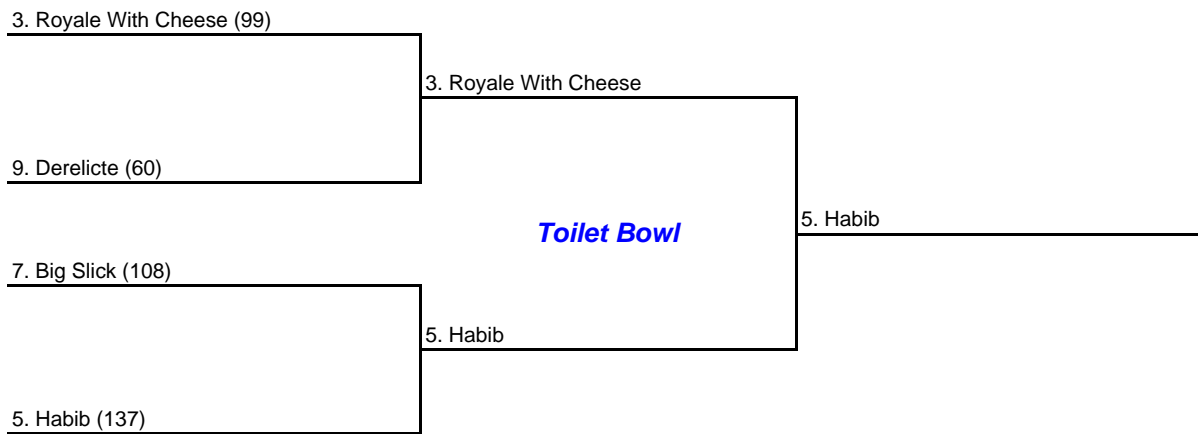 3. Royale With Cheese (99)
3. Royale With Cheese
9. Derelicte (60)
Toilet Bowl
5. Habib
7. Big Slick (108)
5. Habib
5. Habib (137)